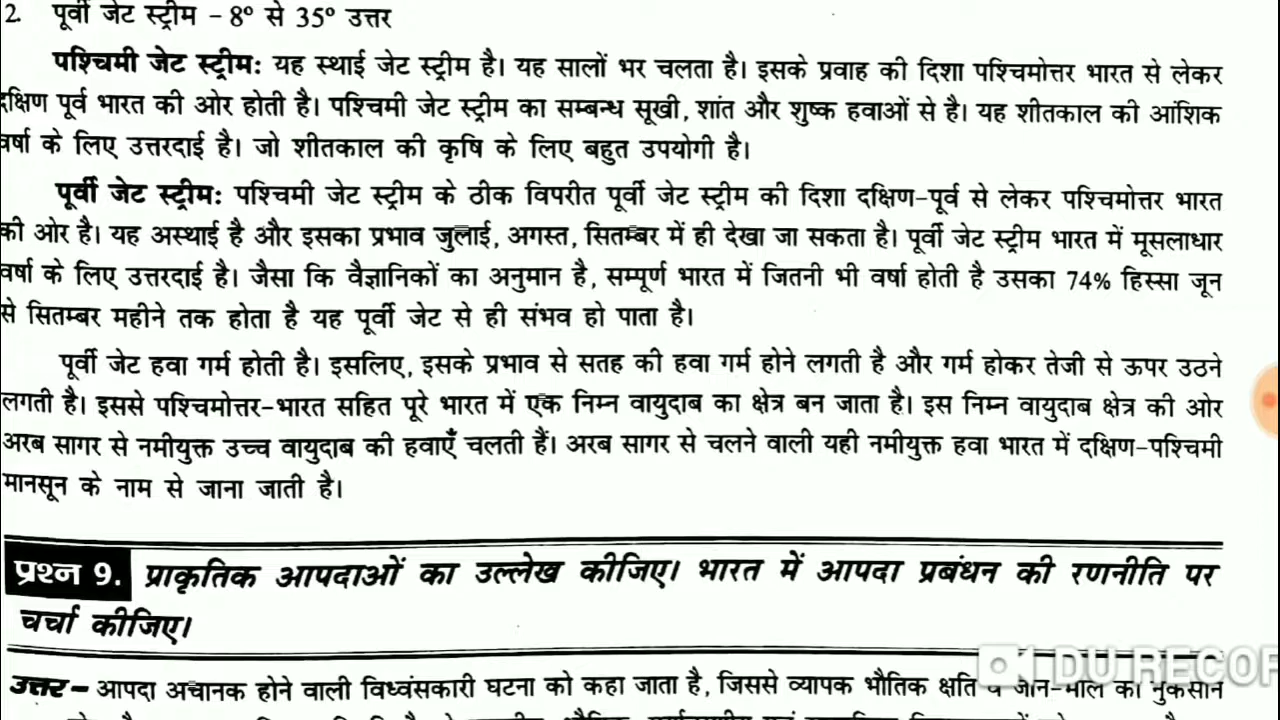 2. पूर्वी जेट स्ट्रीम – 8° से 35° उत्तर
पश्चिमी जेट स्ट्रीम: यह स्थाई जेट स्ट्रीम है। यह सालों भर चलता है। इसके प्रवाह की दिशा पश्चिमोत्तर भारत से लेकर
दक्षिण पूर्व भारत की ओर होती है। पश्चिमी जेट स्ट्रीम का सम्बन्ध सूखी, शांत और शुष्क हवाओं से है। यह शीतकाल की आंशिक
वर्षा के लिए उत्तरदाई है। जो शीतकाल की कृषि के लिए बहुत उपयोगी है।
पूर्वी जेट स्ट्रीम: पश्चिमी जेट स्ट्रीम के ठीक विपरीत पूर्वी जेट स्ट्रीम की दिशा दक्षिण-पूर्व से लेकर पश्चिमोत्तर भारत
की ओर है। यह अस्थाई है और इसका प्रभाव जुलाई, अगस्त, सितम्बर में ही देखा जा सकता है। पूर्वी जेट स्ट्रीम भारत में मूसलाधार
वर्षा के लिए उत्तरदाई है। जैसा कि वैज्ञानिकों का अनुमान है, सम्पूर्ण भारत में जितनी भी वर्षा होती है उसका 74% हिस्सा जून
से सितम्बर महीने तक होता है यह पूर्वी जेट से ही संभव हो पाता है।
पूर्वी जेट हवा गर्म होती है। इसलिए, इसके प्रभाव से सतह की हवा गर्म होने लगती है और गर्म होकर तेजी से ऊपर उठने
लगती है। इससे पश्चिमोत्तर-भारत सहित पूरे भारत में एक निम्न वायुदाब का क्षेत्र बन जाता है। इस निम्न वायुदाब क्षेत्र की ओर
अरब सागर से नमीयुक्त उच्च वायुदाब की हवाएँ चलती हैं। अरब सागर से चलने वाली यही नमीयुक्त हवा भारत में दक्षिण-पश्चिमी
मानसून के नाम से जाना जाती है।
प्रश्न 9. प्राकृतिक आपदाओं का उल्लेख कीजिए। भारत में आपदा प्रबंधन की रणनीति पर
चर्चा कीजिए।
DU RECOR
उत्तर– आपदा अचानक होने वाली विध्वंसकारी घटना को कहा जाता है, जिससे व्यापक भौतिक क्षति व जान-माल का नुकसान